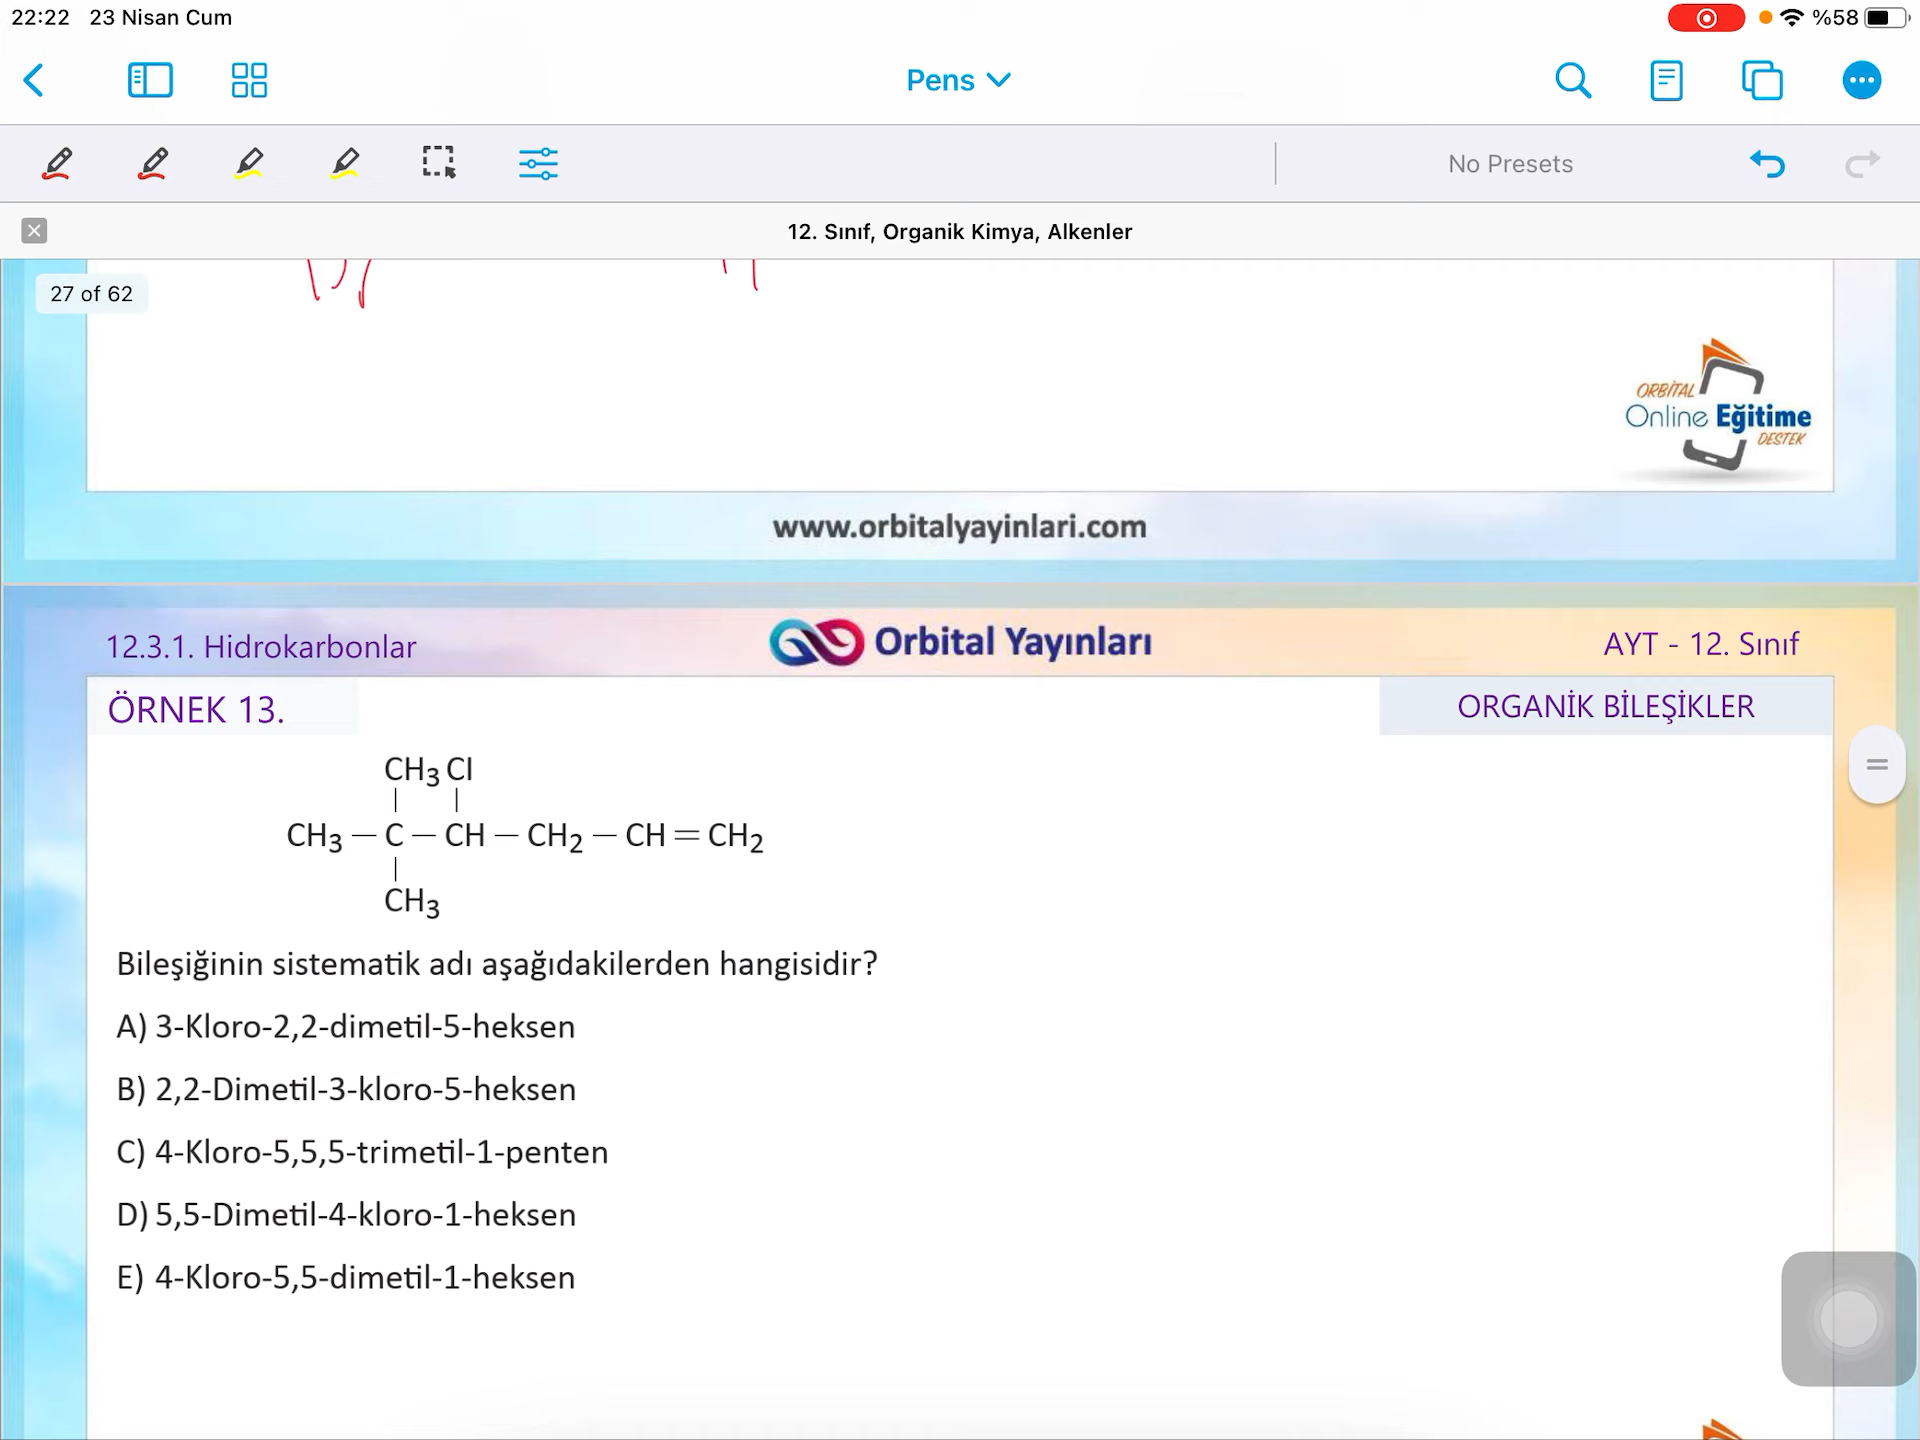 22:22 23 Nisan Cum
%58
Pens
No Presets
12. Sınıf, Organik Kimya, Alkenler
27 of 62
ORBİTAL
Online Eğitime
DESTEK
www.orbitalyayinlari.com
12.3.1. Hidrokarbonlar
Orbital Yayınları
AYT - 12. Sınıf
ÖRNEK 13.
ORGANİK BİLEŞİKLER
CH₃ Cl
CH₃ — C — CH — CH₂ — CH = CH₂
CH₃
Bileşiğinin sistematik adı aşağıdakilerden hangisidir?
A) 3-Kloro-2,2-dimetil-5-heksen
B) 2,2-Dimetil-3-kloro-5-heksen
C) 4-Kloro-5,5,5-trimetil-1-penten
D) 5,5-Dimetil-4-kloro-1-heksen
E) 4-Kloro-5,5-dimetil-1-heksen